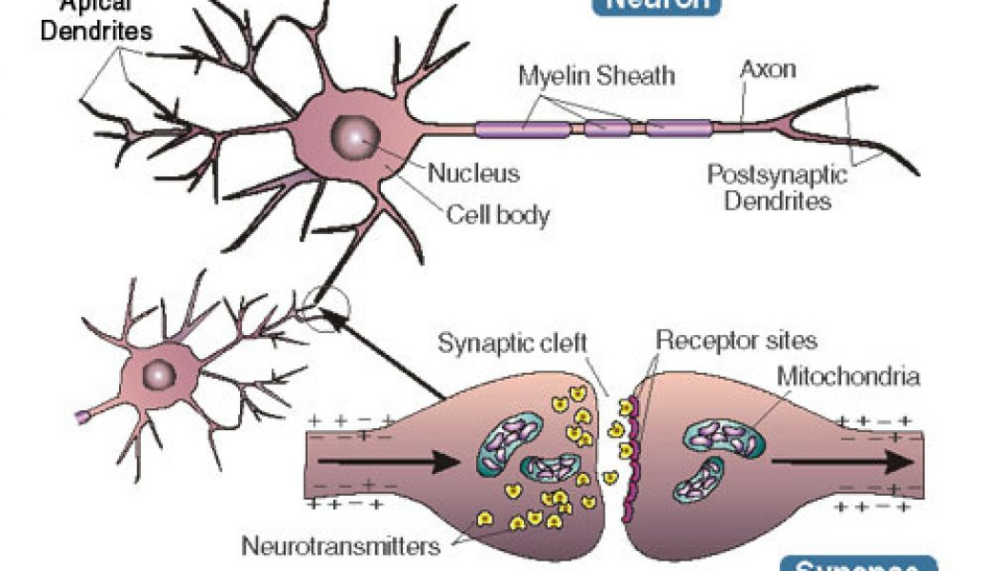 Apical
Dendrites
Neuron
Myelin Sheath
Axon
Nucleus
Cell body
Postsynaptic
Dendrites
Synaptic cleft
Receptor sites
Mitochondria
+ + − +
− −
+ + − +
− −
− − + −
+ + − + +
− −
+ + − +
Neurotransmitters
Synapse